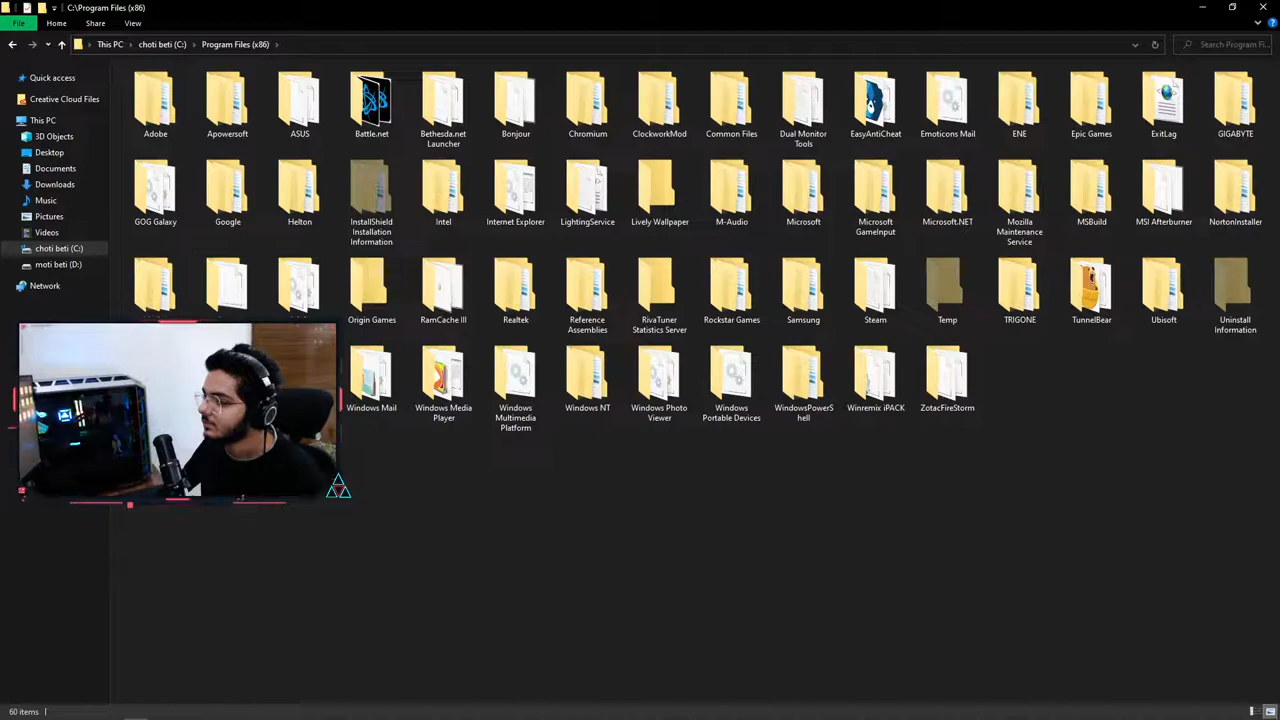 C:\Program Files (x86)
File Home Share View
This PC choti beti (C:) Program Files (x86)
Search Program Fi...
Quick access
Creative Cloud Files
This PC
3D Objects
Desktop
Documents
Downloads
Music
Pictures
Videos
choti beti (C:)
moti beti (D:)
Network
Adobe Apowersoft ASUS Battle.net Bethesda.net Bonjour Chromium ClockworkMod Common Files Dual Monitor EasyAntiCheat Emoticons Mail ENE Epic Games ExitLag GIGABYTE
Launcher Tools
GOG Galaxy Google Helton InstallShield Intel Internet Explorer LightingService Lively Wallpaper M-Audio Microsoft Microsoft Microsoft.NET Mozilla MSBuild MSI Afterburner NortonInstaller
Installation GameInput Maintenance
Information Service
Origin Games RamCache III Realtek Reference RivaTuner Rockstar Games Samsung Steam Temp TRIGONE TunnelBear Ubisoft Uninstall
Assemblies Statistics Server Information
Windows Mail Windows Media Windows Windows NT Windows Photo Windows WindowsPowerS Winremix iPACK ZotacFireStorm
Player Multimedia Viewer Portable Devices hell
Platform
60 items